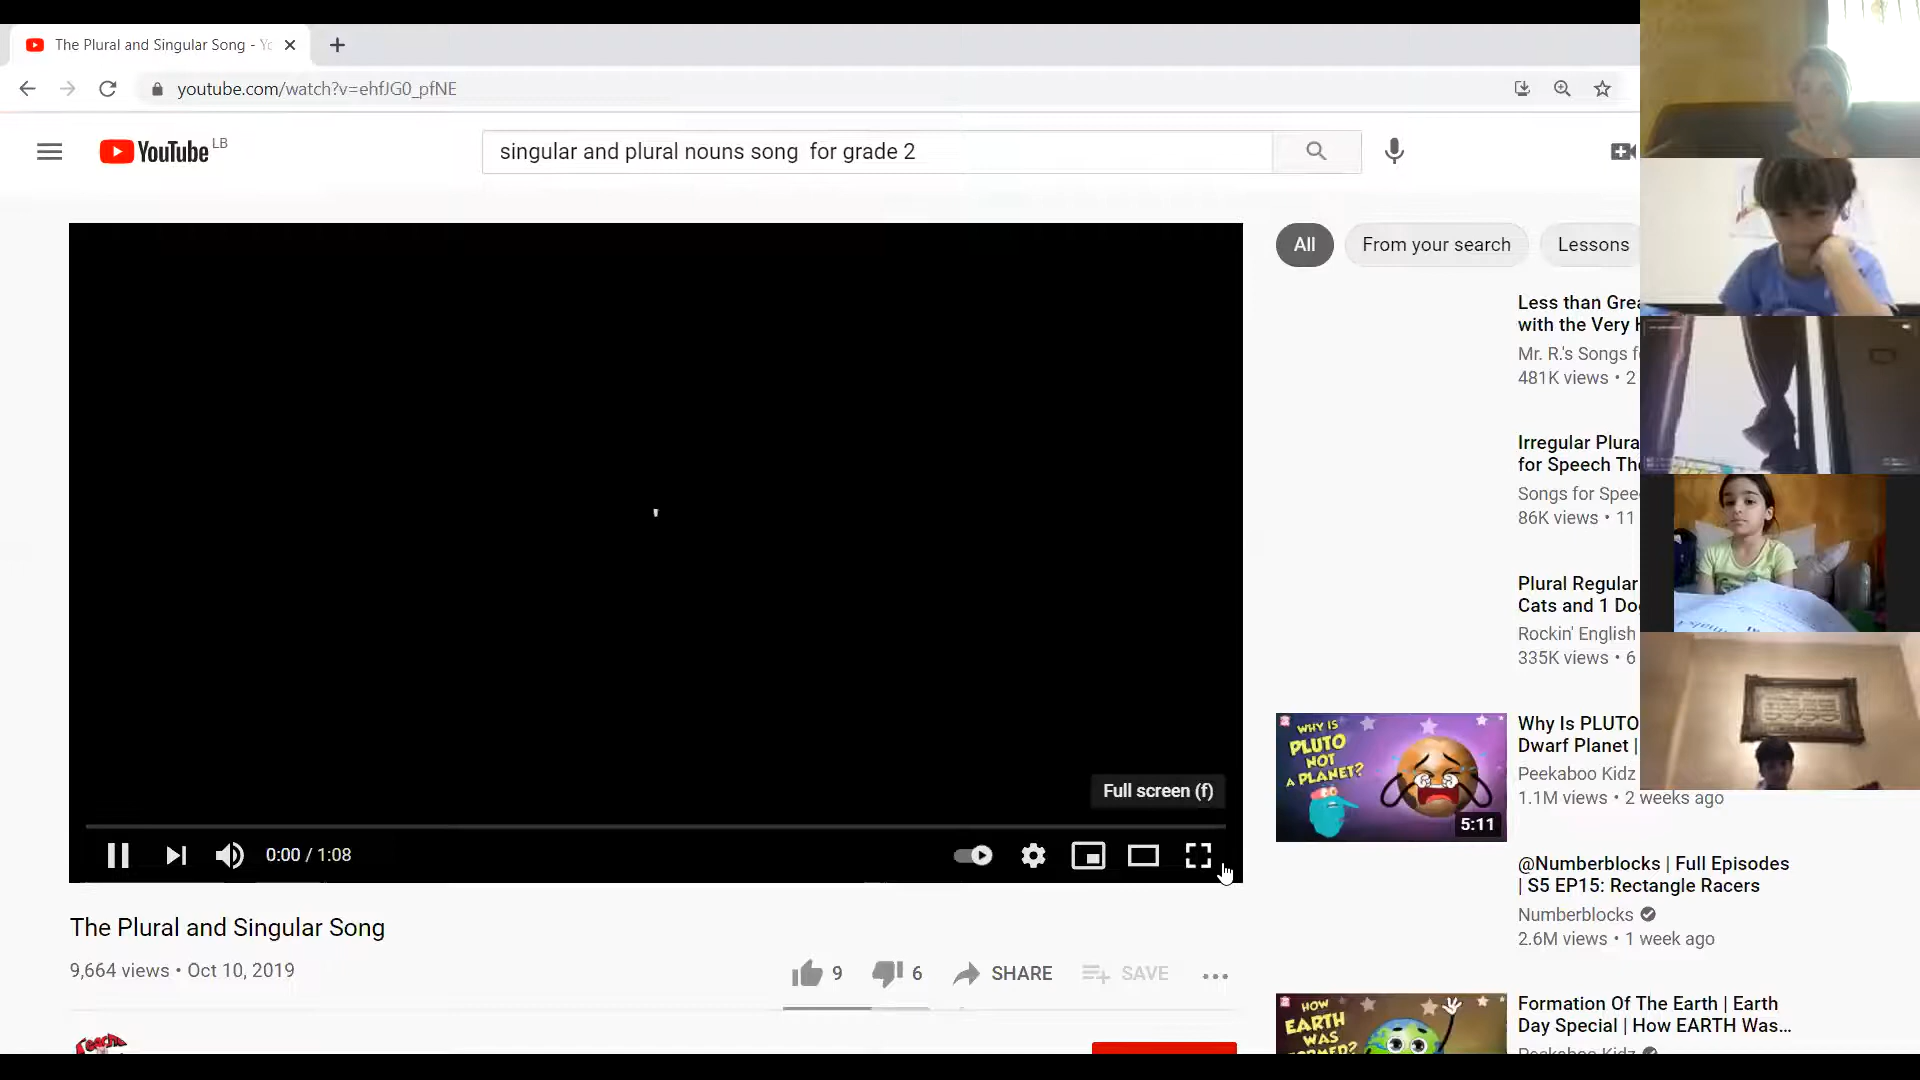 The Plural and Singular Song - Yo
youtube.com/watch?v=ehfJG0_pfNE
YouTube LB
singular and plural nouns song for grade 2
All
From your search
Lessons
Less than Grea
with the Very
Mr. R.'s Songs f
481K views • 2
Irregular Plura
for Speech The
Songs for Spee
86K views • 11
Plural Regular
Cats and 1 Do
Rockin' English
335K views • 6
WHY IS
PLUTO
NOT
A PLANET?
5:11
Why Is PLUTO
Dwarf Planet |
Peekaboo Kidz
1.1M views • 2 weeks ago
@Numberblocks | Full Episodes
| S5 EP15: Rectangle Racers
Numberblocks
2.6M views • 1 week ago
HOW
EARTH
WAS
FORMED?
Formation Of The Earth | Earth
Day Special | How EARTH Was...
Peekaboo Kidz
Full screen (f)
0:00 / 1:08
The Plural and Singular Song
9,664 views • Oct 10, 2019
9
6
SHARE
SAVE